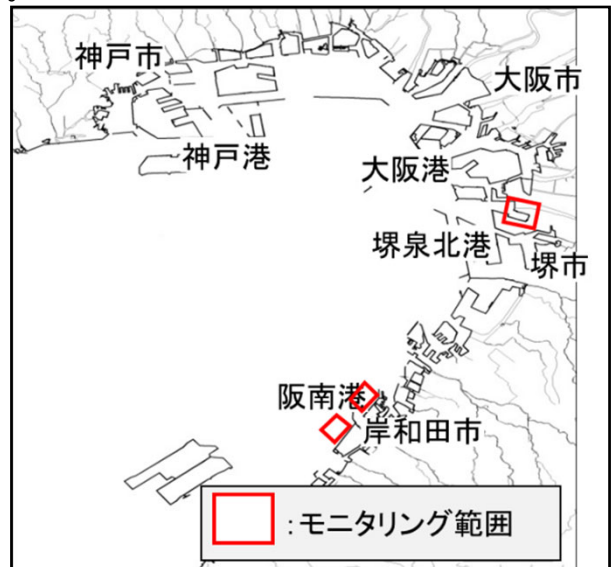 神戸市
大阪市
神戸港
大阪港
堺泉北港
堺市
阪南港
岸和田市
:モニタリング範囲